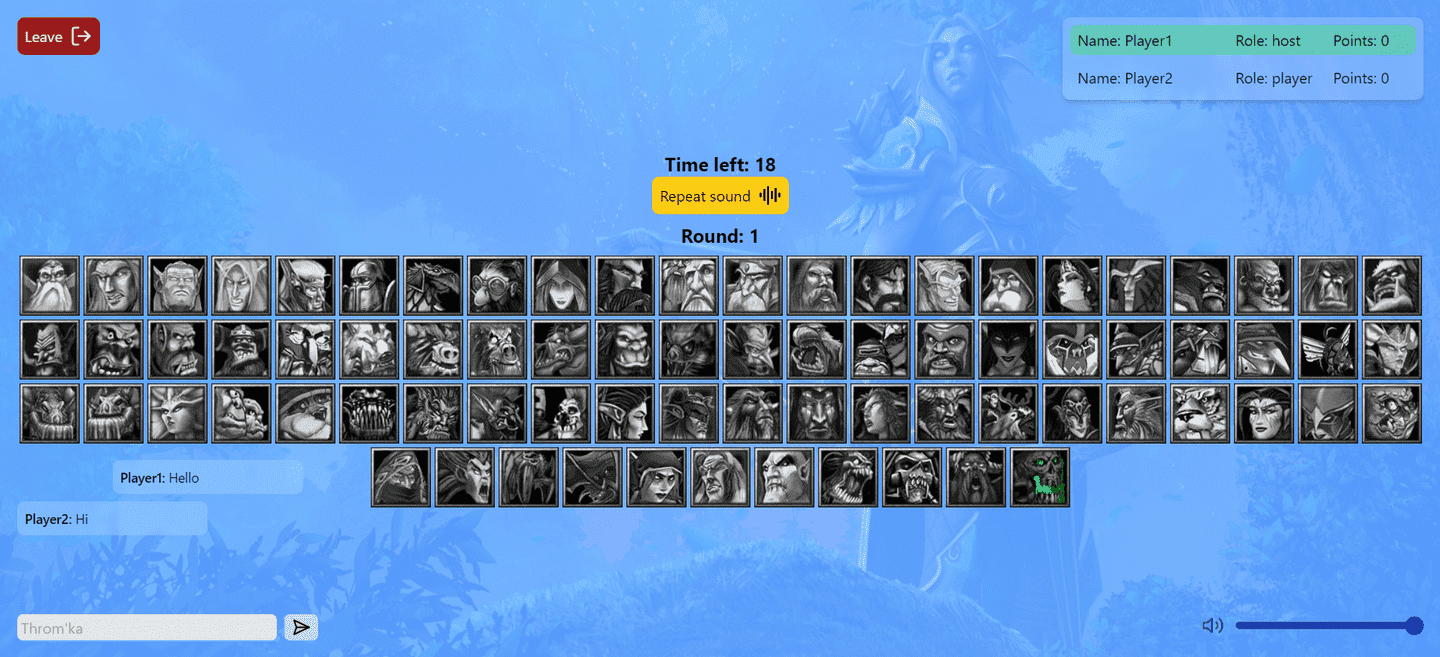 Leave
Name: Player1 Role: host Points: 0
Name: Player2 Role: player Points: 0
Time left: 18
Repeat sound
Round: 1
Player1: Hello
Player2: Hi
Throm'ka